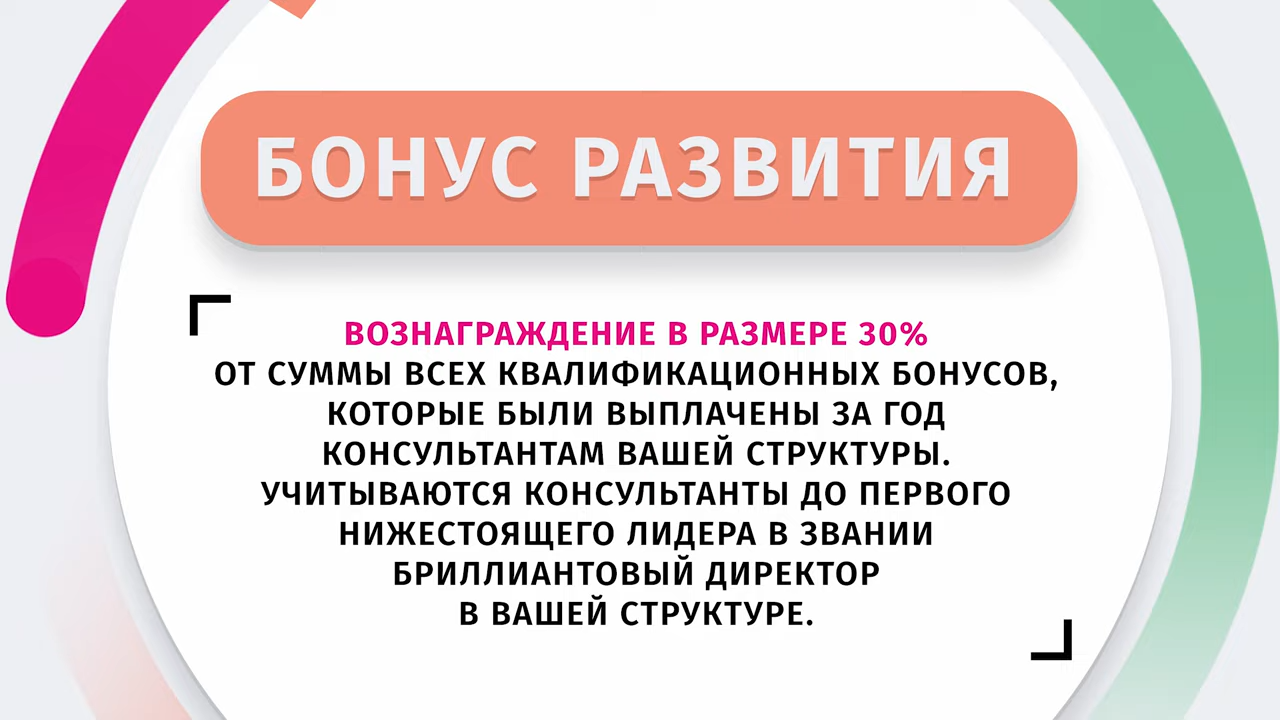 БОНУС РАЗВИТИЯ
ВОЗНАГРАЖДЕНИЕ В РАЗМЕРЕ 30%
ОТ СУММЫ ВСЕХ КВАЛИФИКАЦИОННЫХ БОНУСОВ,
КОТОРЫЕ БЫЛИ ВЫПЛАЧЕНЫ ЗА ГОД
КОНСУЛЬТАНТАМ ВАШЕЙ СТРУКТУРЫ.
УЧИТЫВАЮТСЯ КОНСУЛЬТАНТЫ ДО ПЕРВОГО
НИЖЕСТОЯЩЕГО ЛИДЕРА В ЗВАНИИ
БРИЛЛИАНТОВЫЙ ДИРЕКТОР
В ВАШЕЙ СТРУКТУРЕ.